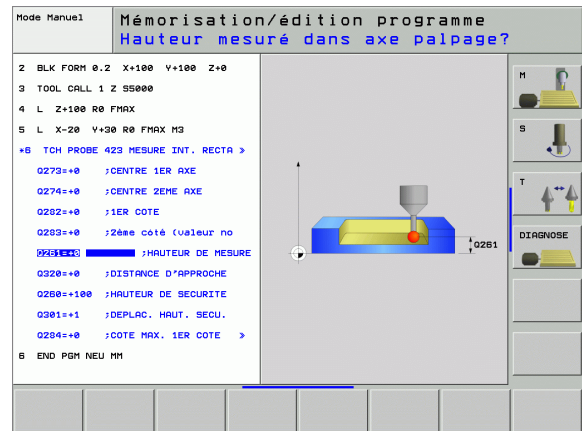 Mode Manuel
Mémorisation/édition programme
Hauteur mesuré dans axe palpage?
2 BLK FORM 0.2 X+100 Y+100 Z+0
3 TOOL CALL 1 Z S5000
4 L Z+100 R0 FMAX
5 L X-20 Y+30 R0 FMAX M3
*6 TCH PROBE 423 MESURE INT. RECTA »
Q273=+0 ;CENTRE 1ER AXE
Q274=+0 ;CENTRE 2EME AXE
Q282=+0 ;1ER COTE
Q283=+0 ;2ème côté (valeur no
Q261=+0 ;HAUTEUR DE MESURE
Q320=+0 ;DISTANCE D'APPROCHE
Q260=+100 ;HAUTEUR DE SECURITE
Q301=+1 ;DEPLAC. HAUT. SECU.
Q284=+0 ;COTE MAX. 1ER COTE »
6 END PGM NEU MM
Q261
M
S
T
DIAGNOSE